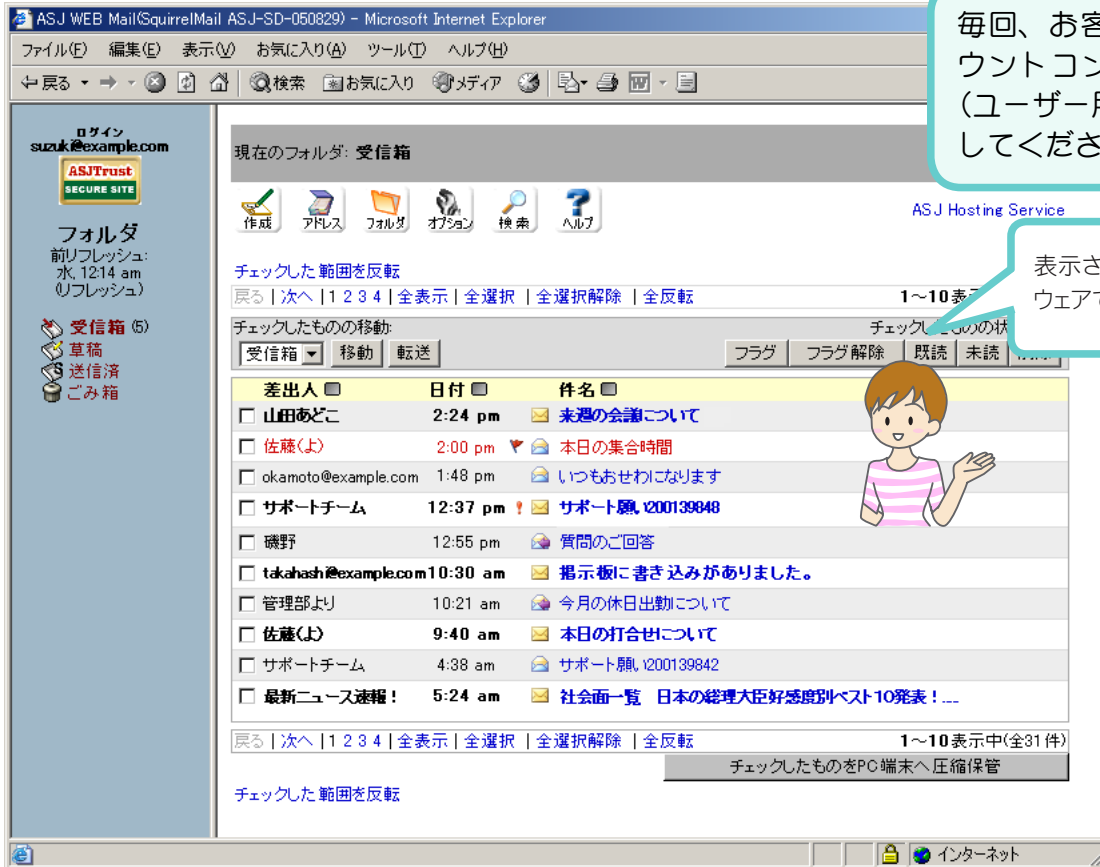 ASJ WEB Mail(SquirrelMail ASJ-SD-050829) - Microsoft Internet Explorer
ファイル(F) 編集(E) 表示(V) お気に入り(A) ツール(T) ヘルプ(H)
戻る 検索 お気に入り メディア
毎回、お客
ウント コン
(ユーザー用
してくださ
ログイン
suzuki@example.com
ASJTrust
SECURE SITE
フォルダ
前リフレッシュ:
水, 12:14 am
(リフレッシュ)
受信箱 (5)
草稿
送信済
ごみ箱
現在のフォルダ: 受信箱
作成 アドレス フォルダ オプション 検索 ヘルプ
ASJ Hosting Service
表示さ
ウェアで
チェックした範囲を反転
戻る | 次へ | 1 2 3 4 | 全表示 | 全選択 | 全選択解除 | 全反転 1～10表
チェックしたものの移動: チェックしたものの状
受信箱 移動 転送 フラグ フラグ解除 既読 未読 削除
差出人 日付 件名
山田あどこ 2:24 pm 来週の会議について
佐藤(よ) 2:00 pm 本日の集合時間
okamoto@example.com 1:48 pm いつもおせわになります
サポートチーム 12:37 pm ! サポート願い200139848
磯野 12:55 pm 質問のご回答
takahashi@example.com 10:30 am 掲示板に書き込みがありました。
管理部より 10:21 am 今月の休日出勤について
佐藤(よ) 9:40 am 本日の打合せについて
サポートチーム 4:38 am サポート願い200139842
最新ニュース速報！ 5:24 am 社会面一覧 日本の総理大臣好感度別ベスト10発表！...
戻る | 次へ | 1 2 3 4 | 全表示 | 全選択 | 全選択解除 | 全反転 1～10表示中(全31件)
チェックしたものをPC端末へ圧縮保管
チェックした範囲を反転
インターネット